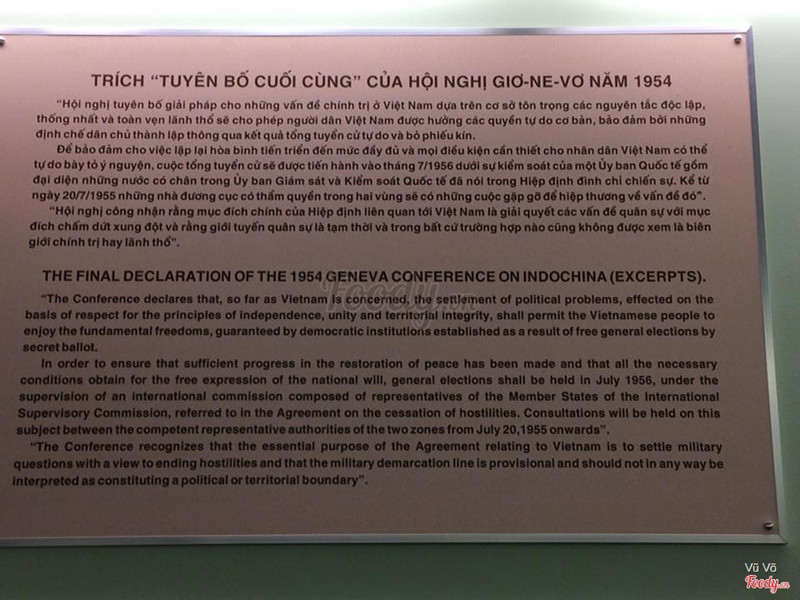 TRÍCH “TUYÊN BỐ CUỐI CÙNG” CỦA HỘI NGHỊ GIƠ-NE-VƠ NĂM 1954
“Hội nghị tuyên bố giải pháp cho những vấn đề chính trị ở Việt Nam dựa trên cơ sở tôn trọng các nguyên tắc độc lập,
thống nhất và toàn vẹn lãnh thổ sẽ cho phép người dân Việt Nam được hưởng các quyền tự do cơ bản, bảo đảm bởi những
định chế dân chủ thành lập thông qua kết quả tổng tuyển cử tự do và bỏ phiếu kín.
Để bảo đảm cho việc lập lại hòa bình tiến triển đến mức đầy đủ và mọi điều kiện cần thiết cho nhân dân Việt Nam có thể
tự do bày tỏ ý nguyện, cuộc tổng tuyển cử sẽ được tiến hành vào tháng 7/1956 dưới sự kiểm soát của một Ủy ban Quốc tế gồm
đại diện những nước có chân trong Ủy ban Giám sát và Kiểm soát Quốc tế đã nói trong Hiệp định đình chỉ chiến sự. Kể từ
ngày 20/7/1955 những nhà đương cục có thẩm quyền trong hai vùng sẽ có những cuộc gặp gỡ để hiệp thương về vấn đề đó”.
“Hội nghị công nhận rằng mục đích chính của Hiệp định liên quan tới Việt Nam là giải quyết các vấn đề quân sự với mục
đích chấm dứt xung đột và rằng giới tuyến quân sự là tạm thời và trong bất cứ trường hợp nào cũng không được xem là biên
giới chính trị hay lãnh thổ”.
THE FINAL DECLARATION OF THE 1954 GENEVA CONFERENCE ON INDOCHINA (EXCERPTS).
“The Conference declares that, so far as Vietnam is concerned, the settlement of political problems, effected on the
basis of respect for the principles of independence, unity and territorial integrity, shall permit the Vietnamese people to
enjoy the fundamental freedoms, guaranteed by democratic institutions established as a result of free general elections by
secret ballot.
In order to ensure that sufficient progress in the restoration of peace has been made and that all the necessary
conditions obtain for the free expression of the national will, general elections shall be held in July 1956, under the
supervision of an international commission composed of representatives of the Member States of the International
Supervisory Commission, referred to in the Agreement on the cessation of hostilities. Consultations will be held on this
subject between the competent representative authorities of the two zones from July 20,1955 onwards”.
“The Conference recognizes that the essential purpose of the Agreement relating to Vietnam is to settle military
questions with a view to ending hostilities and that the military demarcation line is provisional and should not in any way be
interpreted as constituting a political or territorial boundary”.
Foody.vn
Vũ Võ
Foody.vn